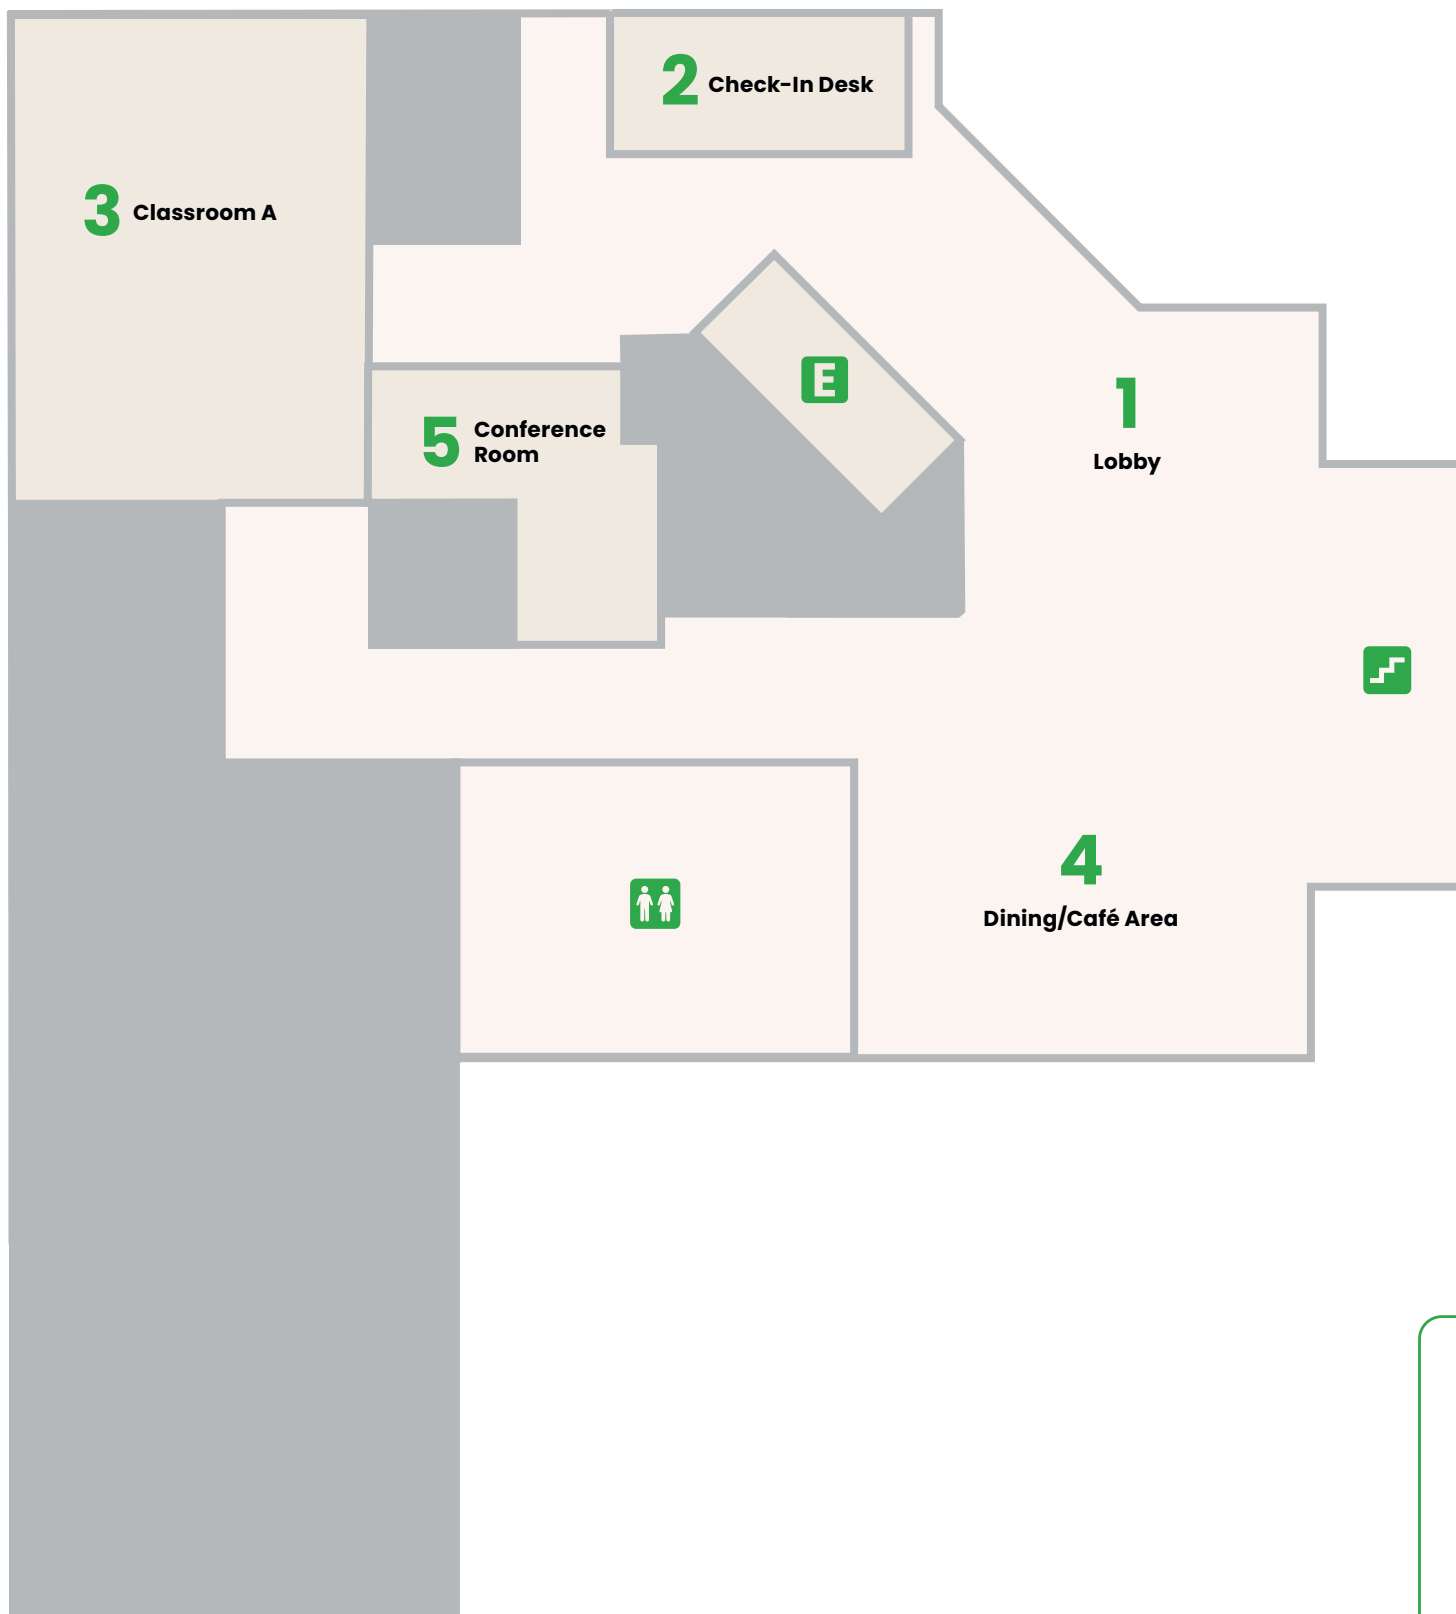 2 Check-In Desk
3 Classroom A
E
1
Lobby
5 Conference
Room
4
Dining/Café Area